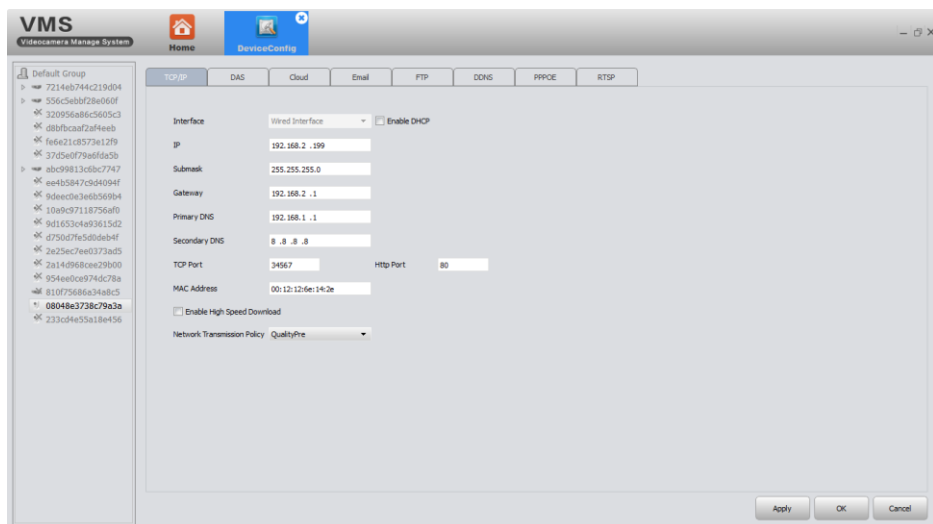 VMS
Videocamera Manage System
Home
DeviceConfig
Default Group
7214eb744c219d04
556c5ebbf28e060f
320956a86c5605c3
d8bfbcaaf2af4eeb
fe6e21c8573e12f9
37d5e0f79a6fda5b
abc99813c6bc7747
ee4b5847c9d4094f
9deec0e3e6b569b4
10a9c97118756af0
9d1653c4a93615d2
d750d7fe5d0deb4f
2e25ec7ee0373ad5
2a14d968cee29b00
954ee0ce974dc78a
810f75686a34a8c5
08048e3738c79a3a
233cd4e55a18e456
TCP/IP DAS Cloud Email FTP DDNS PPPOE RTSP
Interface Wired Interface Enable DHCP
IP 192.168.2 .199
Submask 255.255.255.0
Gateway 192.168.2 .1
Primary DNS 192.168.1 .1
Secondary DNS 8 .8 .8 .8
TCP Port 34567 Http Port 80
MAC Address 00:12:12:6e:14:2e
Enable High Speed Download
Network Transmission Policy QualityPre
Apply OK Cancel